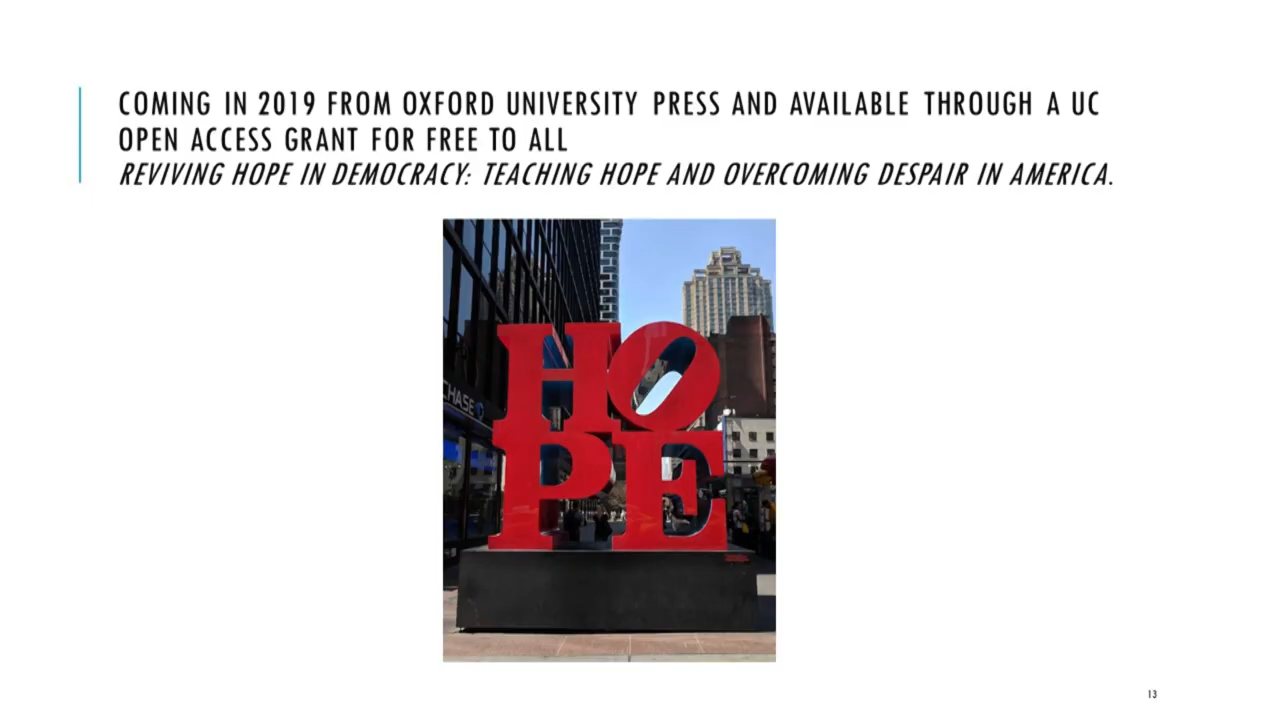 COMING IN 2019 FROM OXFORD UNIVERSITY PRESS AND AVAILABLE THROUGH A UC
OPEN ACCESS GRANT FOR FREE TO ALL
REVIVING HOPE IN DEMOCRACY: TEACHING HOPE AND OVERCOMING DESPAIR IN AMERICA.
HO
PE
CHASE
13